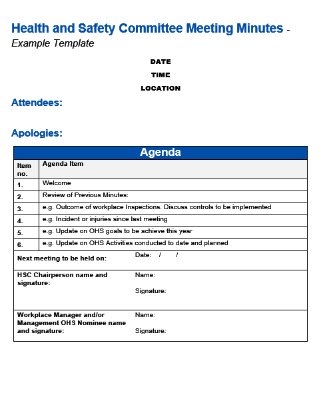 Health and Safety Committee Meeting Minutes -
Example Template
DATE
TIME
LOCATION
Attendees:
Apologies:
Agenda
Item no. Agenda Item
1. Welcome
2. Review of Previous Minutes:
3. e.g. Outcome of workplace Inspections. Discuss controls to be implemented
4. e.g. Incident or injuries since last meeting
5. e.g. Update on OHS goals to be achieve this year
6. e.g. Update on OHS Activities conducted to date and planned
Next meeting to be held on: Date: / /
HSC Chairperson name and signature: Name:
Signature:
Workplace Manager and/or Management OHS Nominee name and signature: Name:
Signature: